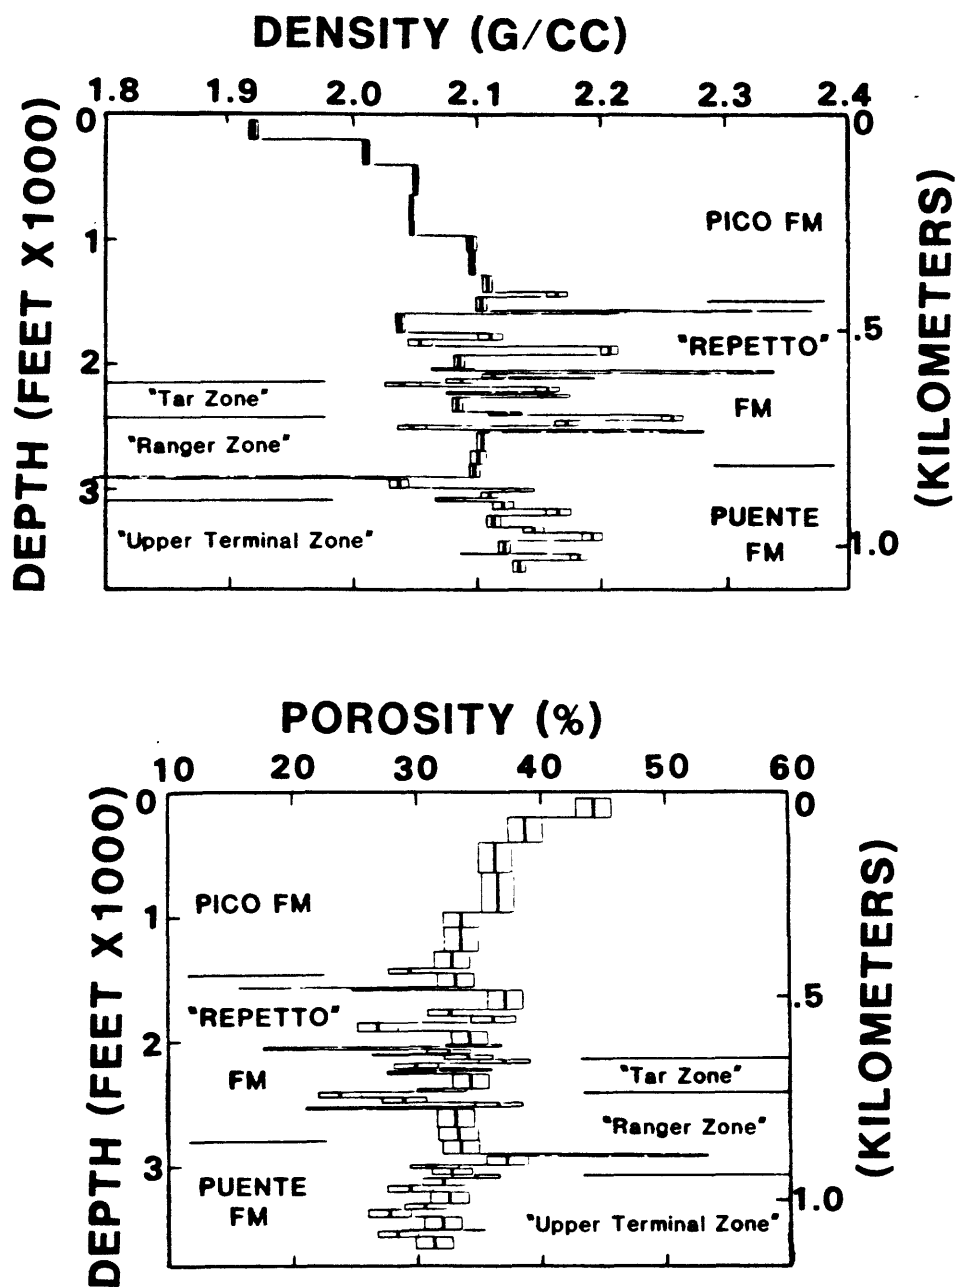 DENSITY (G/CC)
1.8 1.9 2.0 2.1 2.2 2.3 2.4
DEPTH (FEET X1000)
0
1
2
3
0
.5
1.0
(KILOMETERS)
PICO FM
"REPETTO"
FM
PUENTE
FM
"Tar Zone"
"Ranger Zone"
"Upper Terminal Zone"
POROSITY (%)
10 20 30 40 50 60
DEPTH (FEET X1000)
0
1
2
3
0
.5
1.0
(KILOMETERS)
PICO FM
"REPETTO"
FM
PUENTE
FM
"Tar Zone"
"Ranger Zone"
"Upper Terminal Zone"